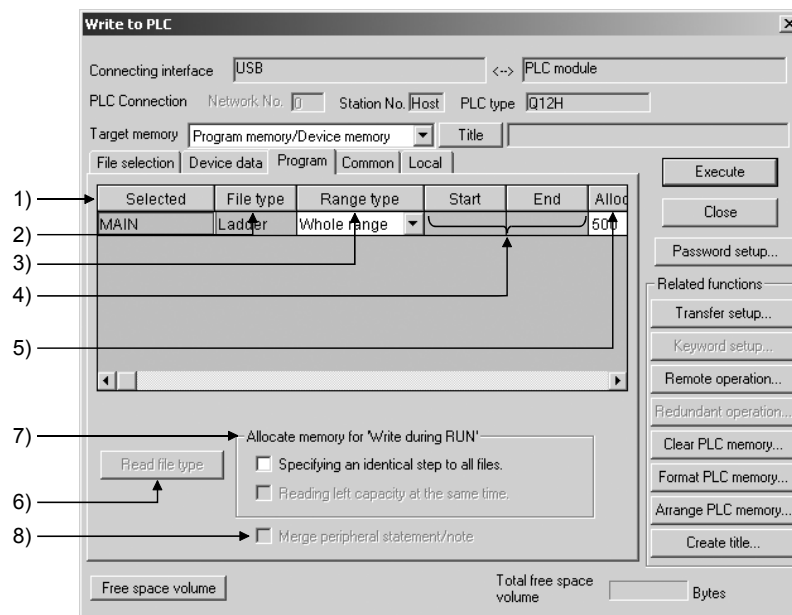 Write to PLC
Connecting interface USB <--> PLC module
PLC Connection Network No. 0 Station No. Host PLC type Q12H
Target memory Program memory/Device memory Title
File selection Device data Program Common Local
Execute
1) Selected File type Range type Start End Alloc
Close
2) MAIN Ladder Whole range 500
3)
Password setup...
4)
Related functions
Transfer setup...
5)
Keyword setup...
Remote operation...
Redundant operation...
7) Allocate memory for 'Write during RUN'
Clear PLC memory...
Read file type Specifying an identical step to all files.
Format PLC memory...
6) Reading left capacity at the same time.
Arrange PLC memory...
8) Merge peripheral statement/note
Create title...
Free space volume Total free space volume Bytes